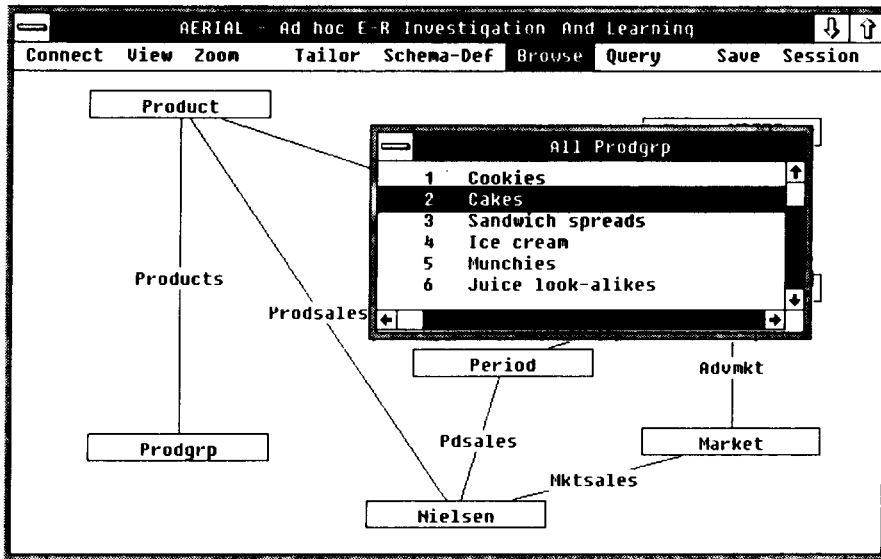 AERIAL - Ad hoc E-R Investigation And Learning
Connect View Zoom Tailor Schema-Def Browse Query Save Session
Product
All Prodgrp
1 Cookies
2 Cakes
3 Sandwich spreads
4 Ice cream
5 Munchies
6 Juice look-alikes
Products
Prodsales
Period
Advmkt
Prodgrp
Pdsales
Market
Mktsales
Nielsen